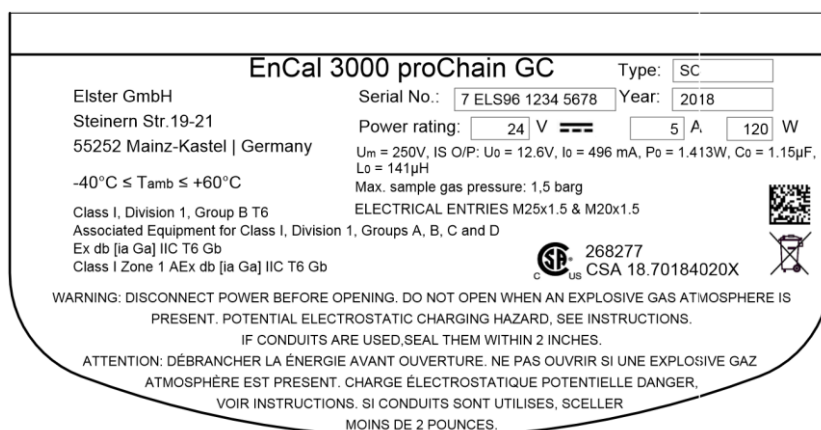 EnCal 3000 proChain GC
Type: SC
Elster GmbH
Serial No.: 7 ELS96 1234 5678 Year: 2018
Steinern Str.19-21
Power rating: 24 V 5 A 120 W
55252 Mainz-Kastel | Germany
Um = 250V, IS O/P: U0 = 12.6V, I0 = 496 mA, P0 = 1.413W, C0 = 1.15µF,
L0 = 141µH
-40°C ≤ Tamb ≤ +60°C
Max. sample gas pressure: 1,5 barg
Class I, Division 1, Group B T6
ELECTRICAL ENTRIES M25x1.5 & M20x1.5
Associated Equipment for Class I, Division 1, Groups A, B, C and D
Ex db [ia Ga] IIC T6 Gb
Class I Zone 1 AEx db [ia Ga] IIC T6 Gb
C SA ® C US
268277
CSA 18.70184020X
WARNING: DISCONNECT POWER BEFORE OPENING. DO NOT OPEN WHEN AN EXPLOSIVE GAS ATMOSPHERE IS
PRESENT. POTENTIAL ELECTROSTATIC CHARGING HAZARD, SEE INSTRUCTIONS.
IF CONDUITS ARE USED,SEAL THEM WITHIN 2 INCHES.
ATTENTION: DÉBRANCHER LA ÉNERGIE AVANT OUVERTURE. NE PAS OUVRIR SI UNE EXPLOSIVE GAZ
ATMOSPHÈRE EST PRESENT. CHARGE ÉLECTROSTATIQUE POTENTIELLE DANGER,
VOIR INSTRUCTIONS. SI CONDUITS SONT UTILISES, SCELLER
MOINS DE 2 POUNCES.